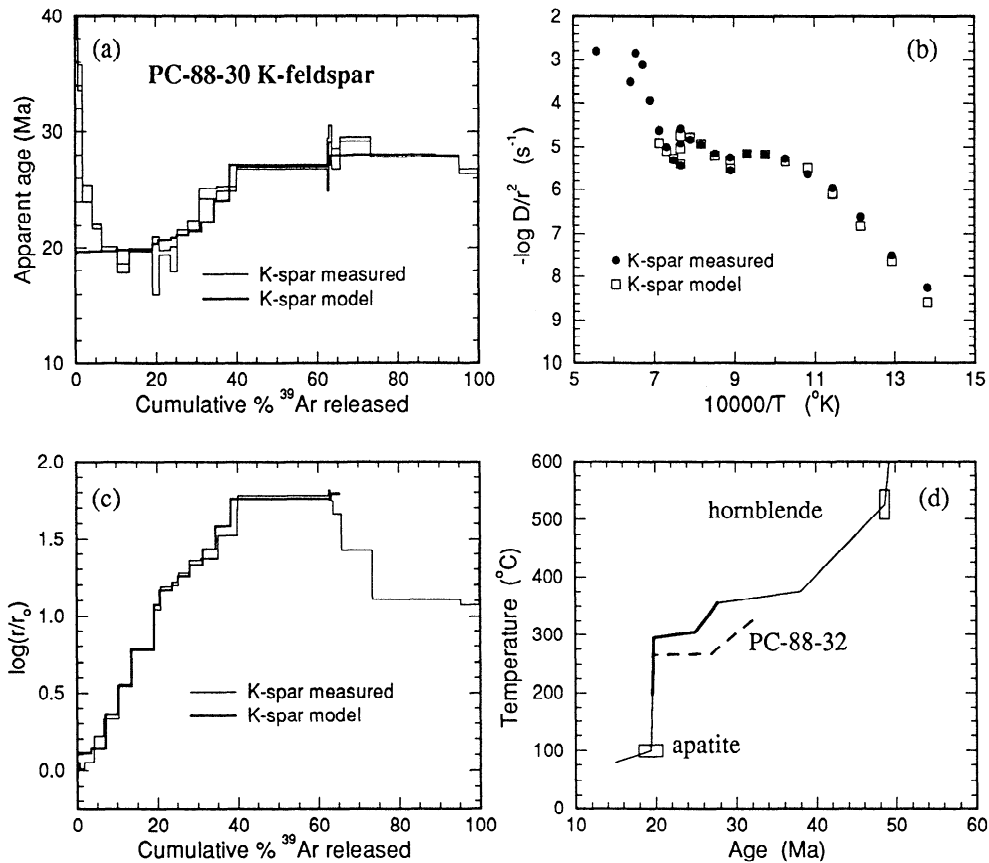 (a)
PC-88-30 K-feldspar
40
30
20
10
Apparent age (Ma)
K-spar measured
K-spar model
0 20 40 60 80 100
Cumulative % ³⁹Ar released
(b)
2
3
4
5
6
7
8
9
10
-log D/r² (s⁻¹)
K-spar measured
K-spar model
5 7 9 11 13 15
10000/T (°K)
(c)
2.0
1.5
1.0
0.5
0.0
log(r/r₀)
K-spar measured
K-spar model
0 20 40 60 80 100
Cumulative % ³⁹Ar released
(d)
600
500
400
300
200
100
0
Temperature (°C)
hornblende
PC-88-32
apatite
10 20 30 40 50 60
Age (Ma)